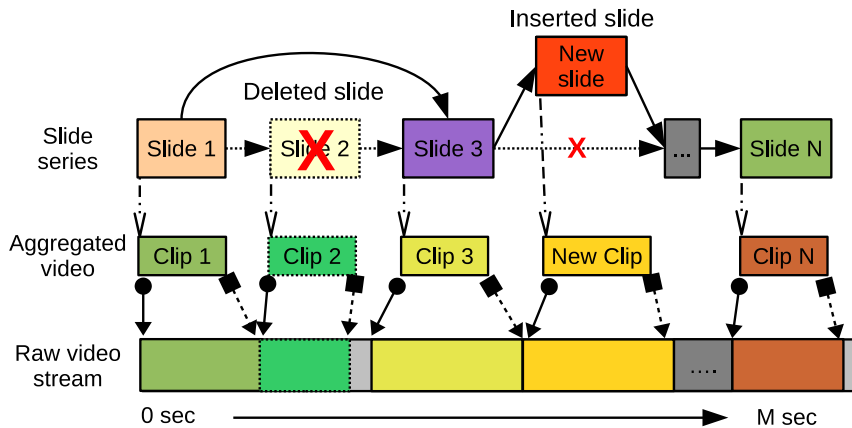 Inserted slide
New
slide
Deleted slide
Slide
series
Slide 1
Slide 2
X
Slide 3
X
...
Slide N
Aggregated
video
Clip 1
Clip 2
Clip 3
New Clip
Clip N
Raw video
stream
....
0 sec
M sec